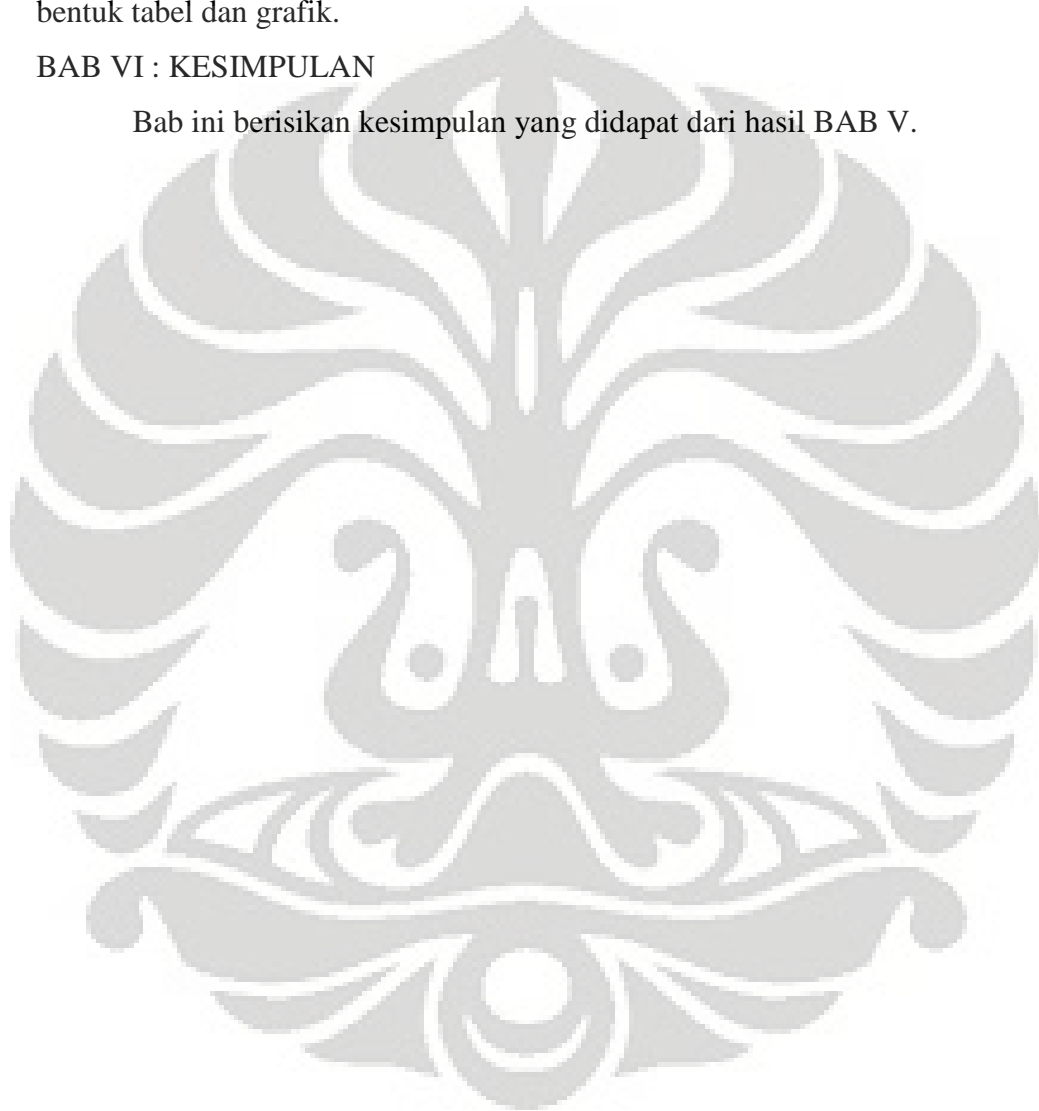 bentuk tabel dan grafik.
BAB VI : KESIMPULAN
Bab ini berisikan kesimpulan yang didapat dari hasil BAB V.